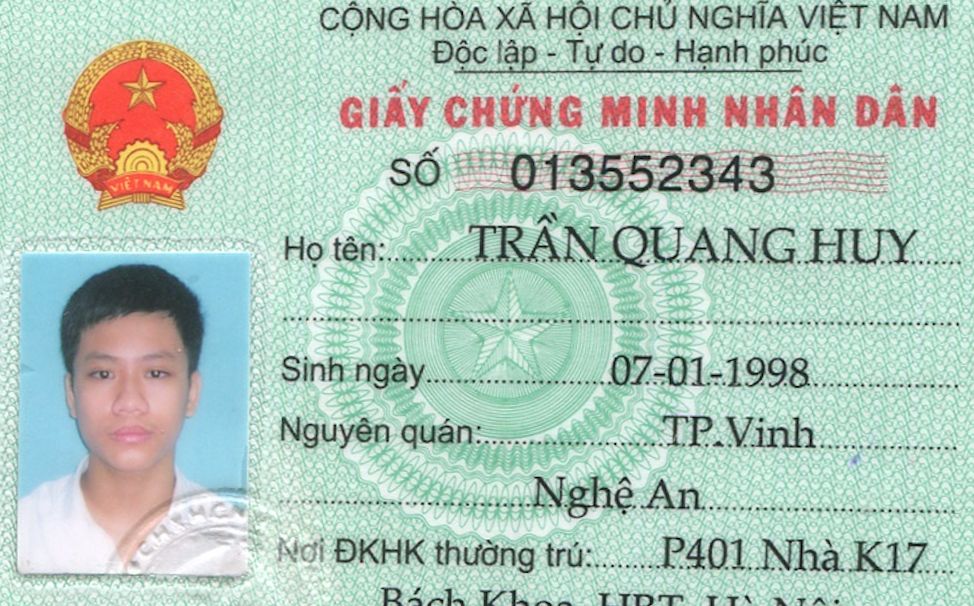 CỘNG HÒA XÃ HỘI CHỦ NGHĨA VIỆT NAM
Độc lập - Tự do - Hạnh phúc
GIẤY CHỨNG MINH NHÂN DÂN
VIỆT NAM
SỐ 013552343
Họ tên: TRẦN QUANG HUY
Sinh ngày 07-01-1998
Nguyên quán: TP.Vinh
Nghệ An
Nơi ĐKHK thường trú: P401 Nhà K17
Bách Khoa, HBT, Hà Nội